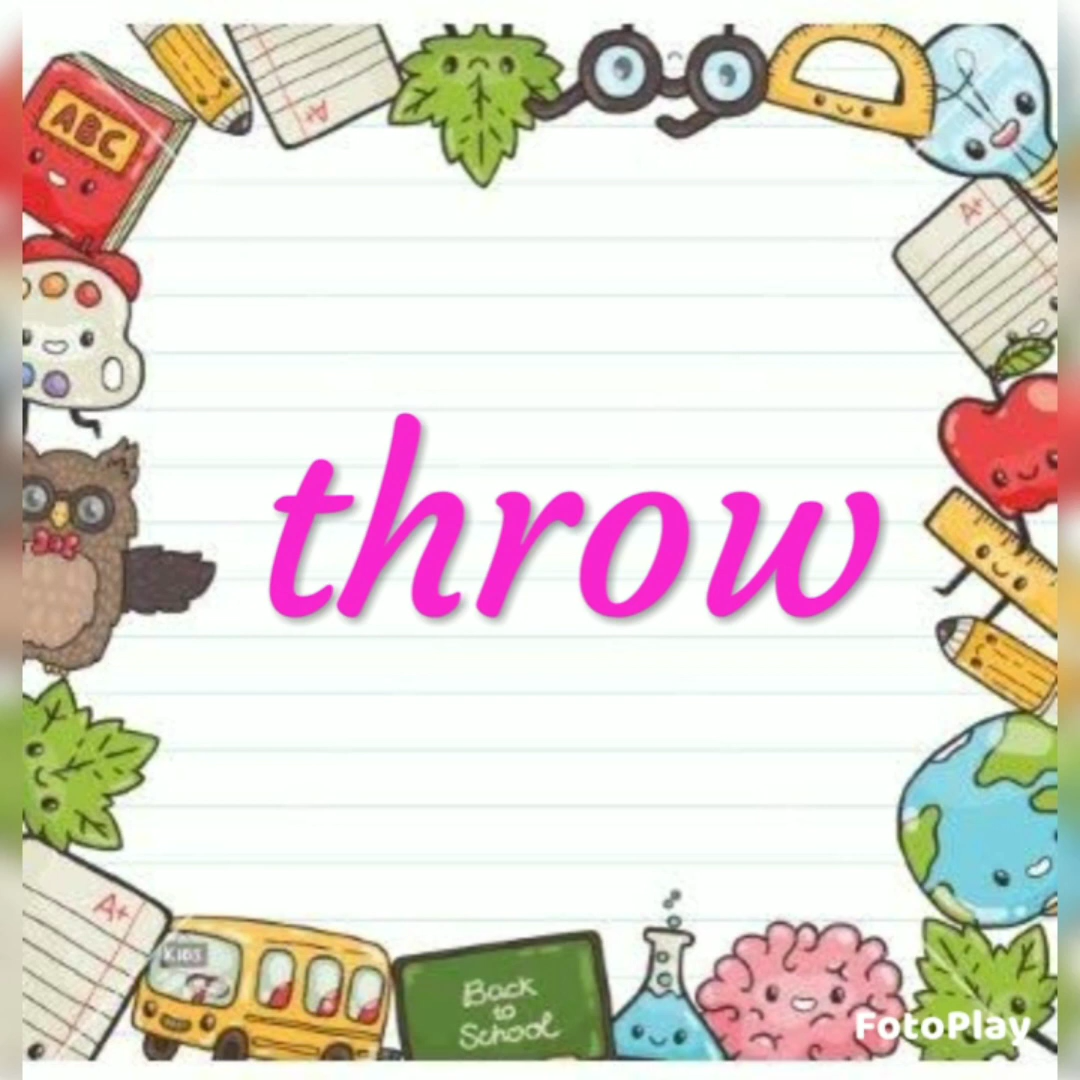 ABC
A+
A+
throw
A+
KIDS
Back
to
School
FotoPlay